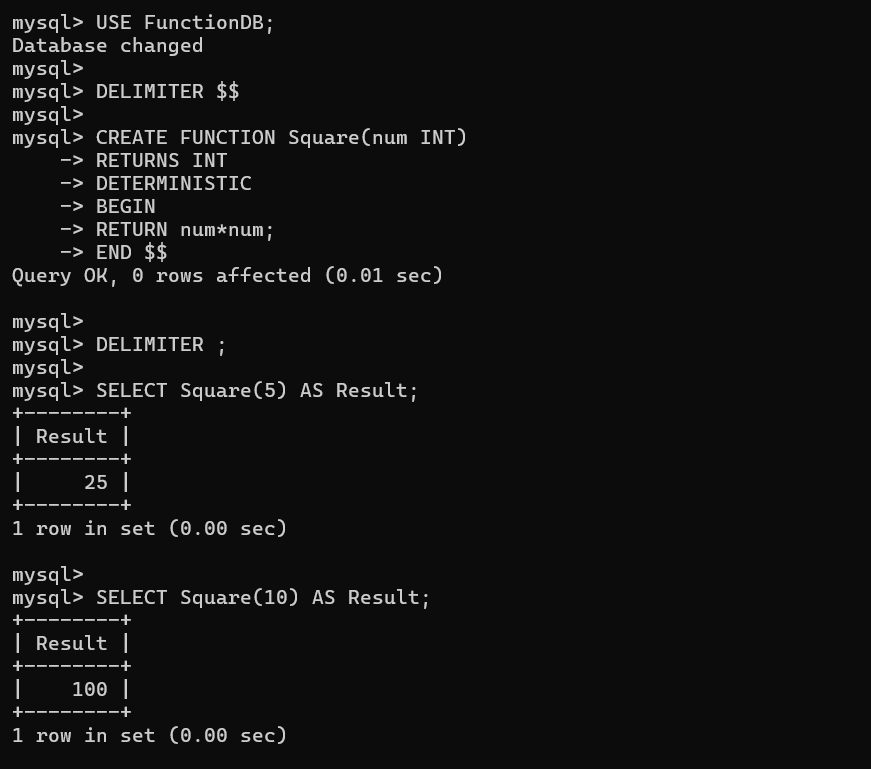 mysql> USE FunctionDB;
Database changed
mysql>
mysql> DELIMITER $$
mysql>
mysql> CREATE FUNCTION Square(num INT)
    -> RETURNS INT
    -> DETERMINISTIC
    -> BEGIN
    -> RETURN num*num;
    -> END $$
Query OK, 0 rows affected (0.01 sec)

mysql>
mysql> DELIMITER ;
mysql>
mysql> SELECT Square(5) AS Result;
+--------+
| Result |
+--------+
|     25 |
+--------+
1 row in set (0.00 sec)

mysql>
mysql> SELECT Square(10) AS Result;
+--------+
| Result |
+--------+
|    100 |
+--------+
1 row in set (0.00 sec)